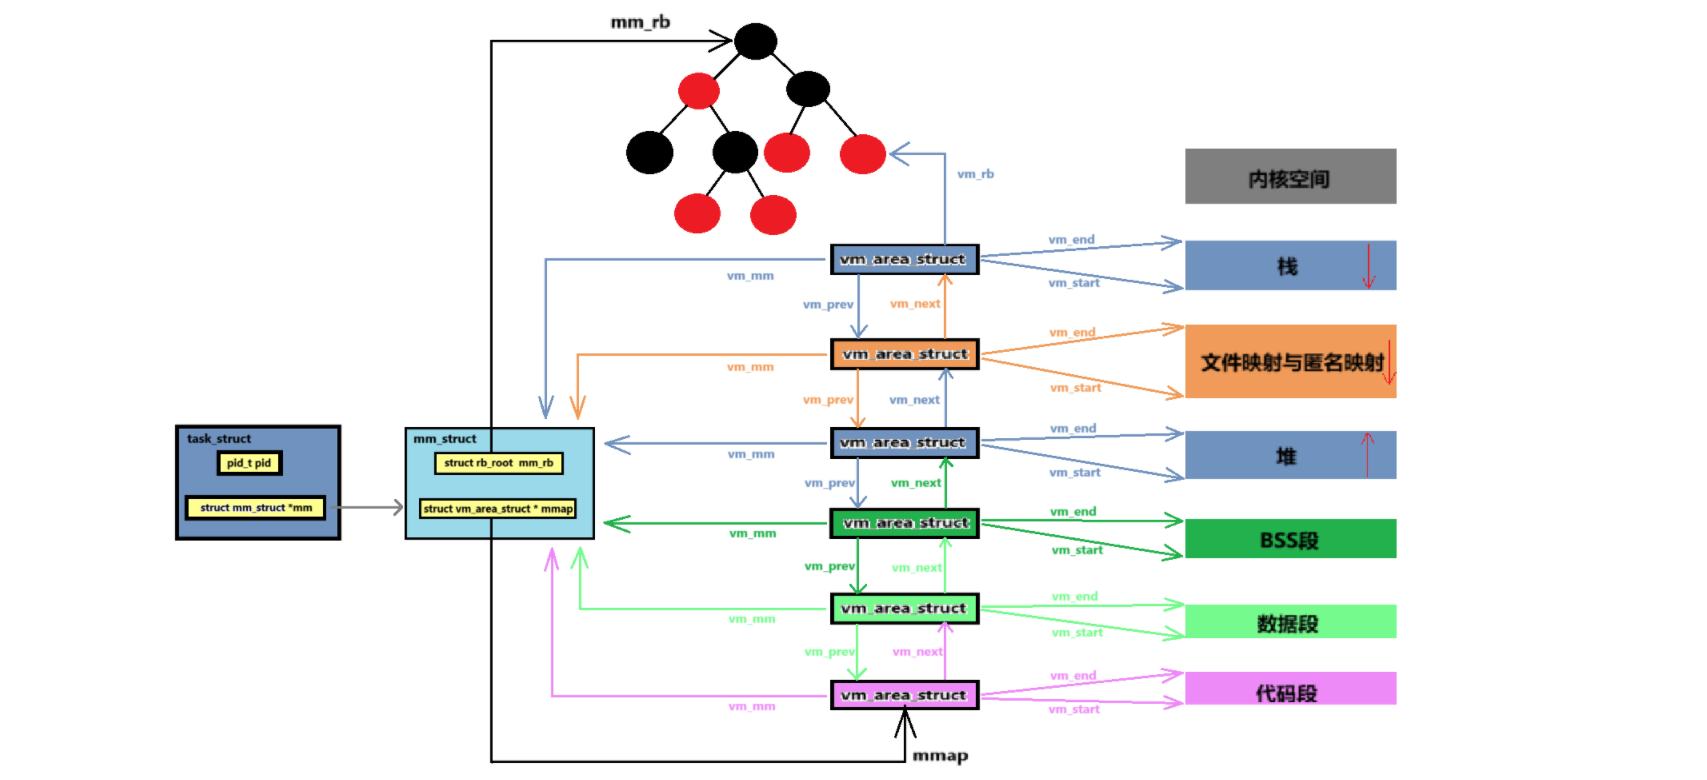 mm_rb
vm_rb
内核空间
vm_area_struct
vm_end
栈
vm_mm
vm_start
vm_prev
vm_next
vm_area_struct
vm_end
文件映射与匿名映射
vm_mm
vm_start
vm_prev
vm_next
task_struct
pid_t pid
struct mm_struct *mm
mm_struct
struct rb_root mm_rb
struct vm_area_struct * mmap
vm_area_struct
vm_end
堆
vm_mm
vm_start
vm_prev
vm_next
vm_area_struct
vm_end
BSS段
vm_mm
vm_start
vm_prev
vm_next
vm_area_struct
vm_end
数据段
vm_mm
vm_start
vm_prev
vm_next
vm_area_struct
vm_end
代码段
vm_mm
vm_start
mmap